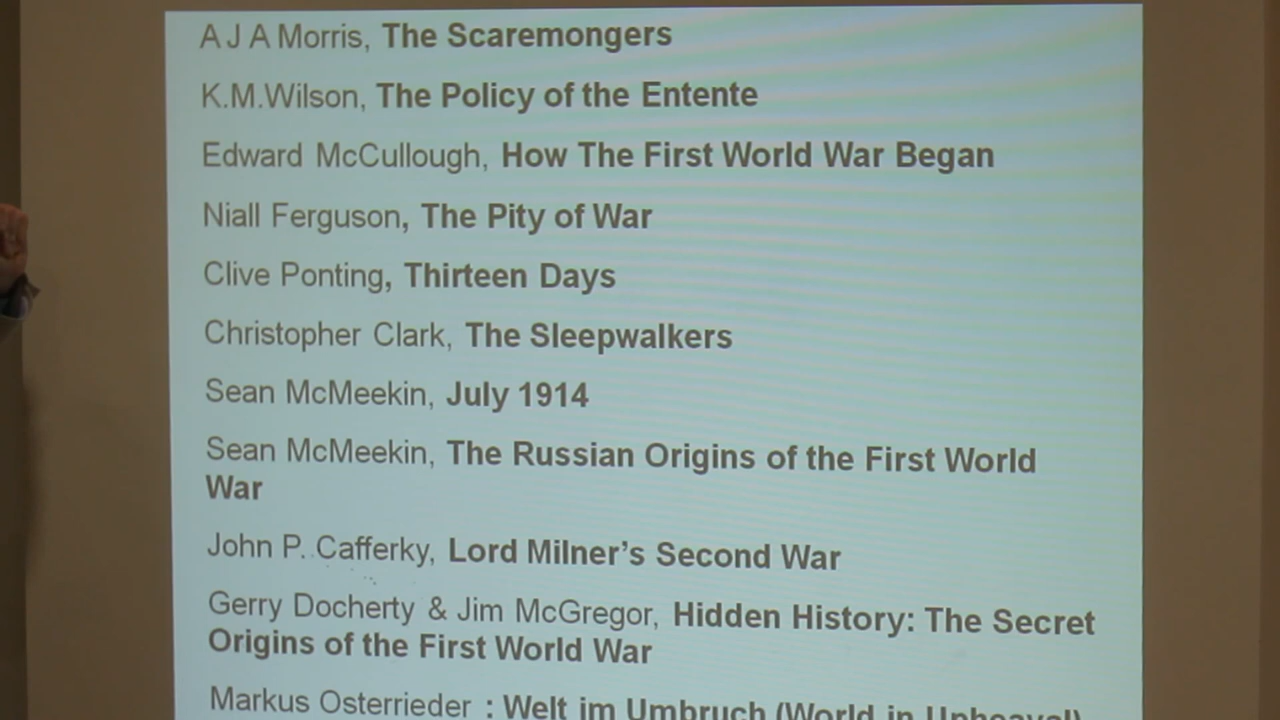 A J A Morris, The Scaremongers
K.M.Wilson, The Policy of the Entente
Edward McCullough, How The First World War Began
Niall Ferguson, The Pity of War
Clive Ponting, Thirteen Days
Christopher Clark, The Sleepwalkers
Sean McMeekin, July 1914
Sean McMeekin, The Russian Origins of the First World
War
John P. Cafferky, Lord Milner’s Second War
Gerry Docherty & Jim McGregor, Hidden History: The Secret
Origins of the First World War
Markus Osterrieder : Welt im Umbruch (World in Upheaval)